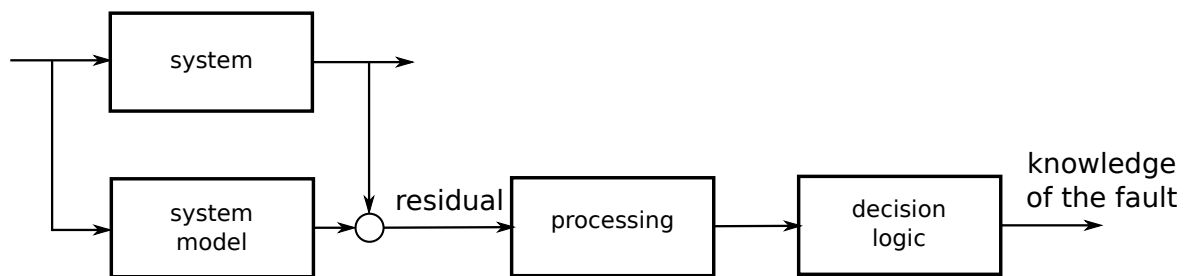 system
system
model
residual
processing
decision
logic
knowledge
of the fault